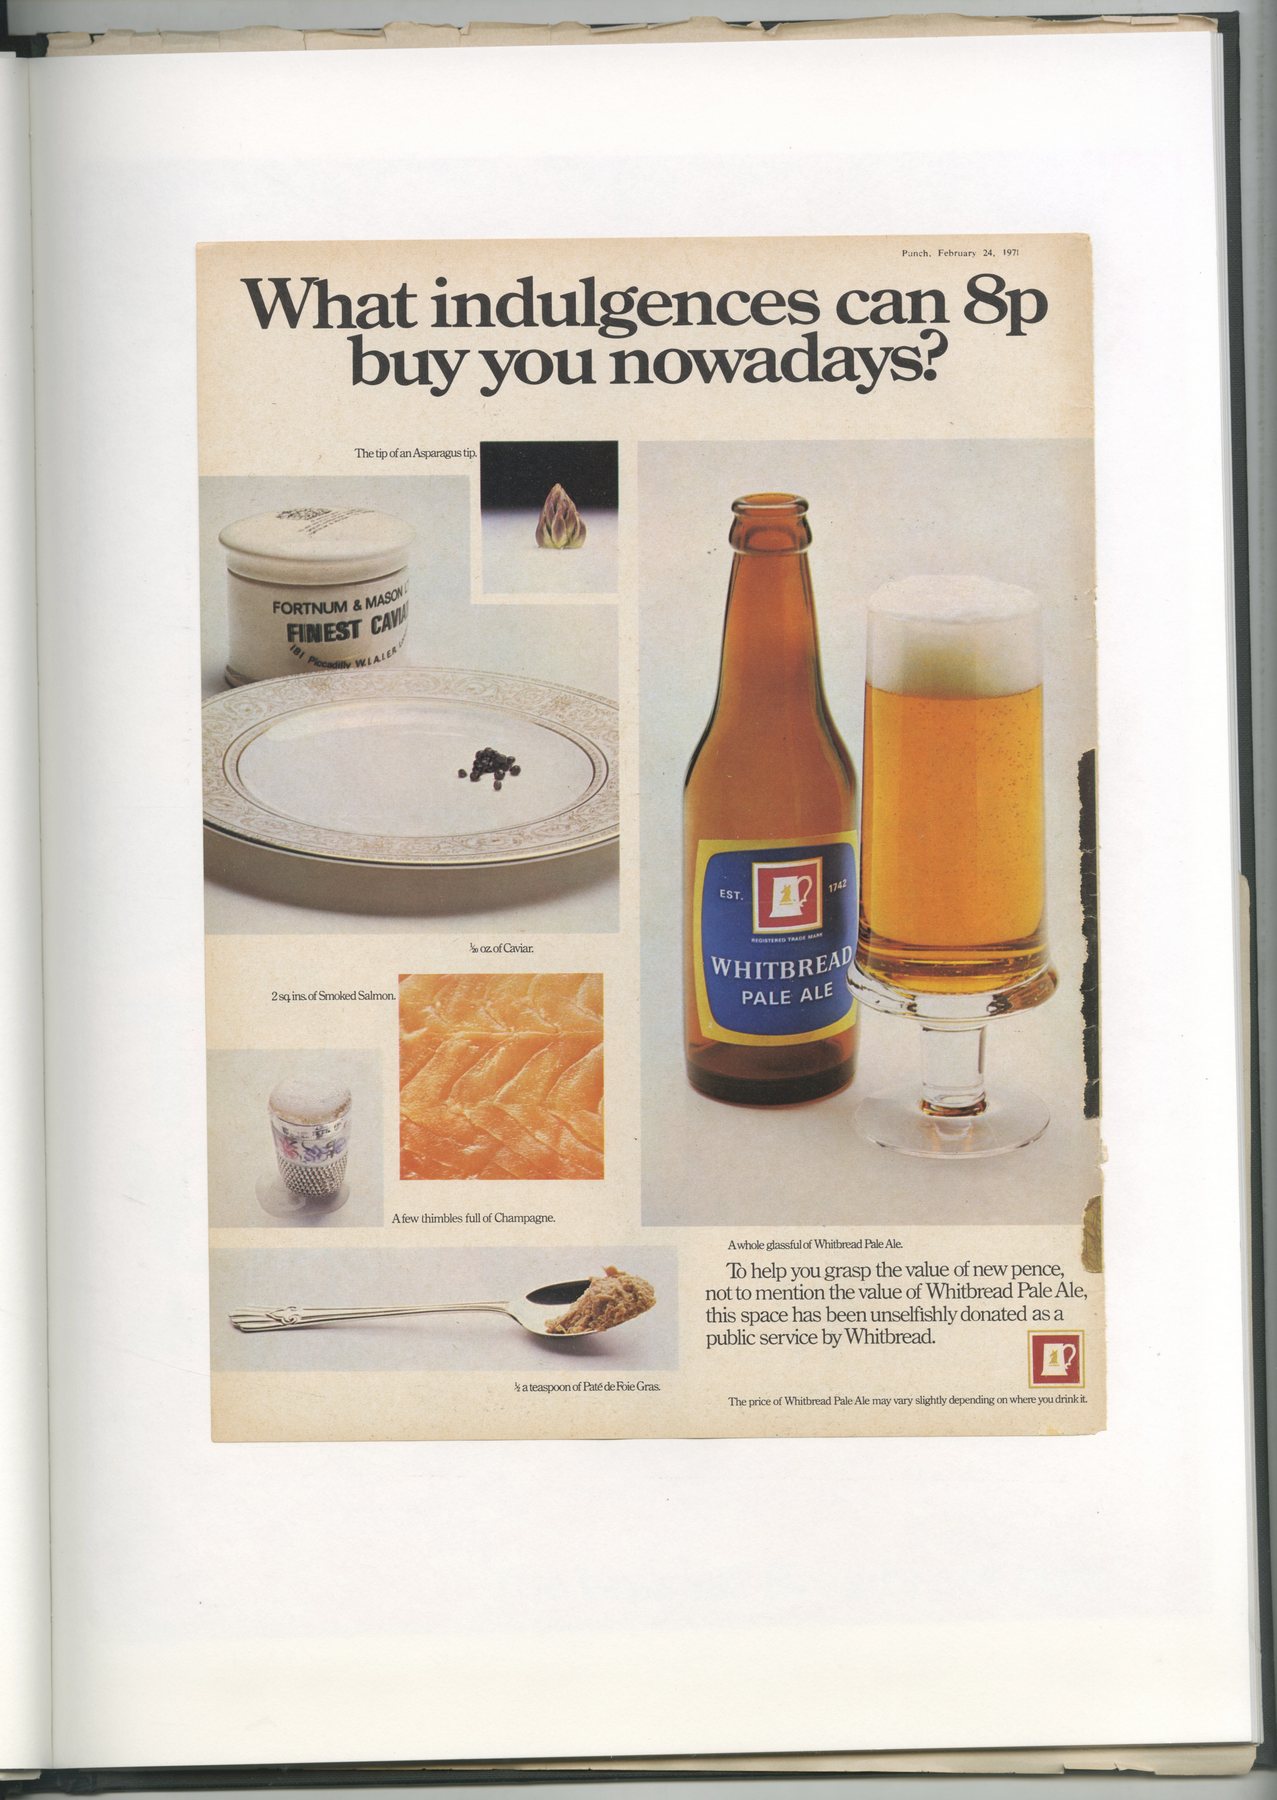 Punch, February 24, 1971
What indulgences can 8p
buy you nowadays?
The tip of an Asparagus tip.
FORTNUM & MASON
FINEST CAVIA
181 Piccadilly W.1.A.1.ER
1/20 oz. of Caviar.
2 sq. ins. of Smoked Salmon.
A few thimbles full of Champagne.
½ a teaspoon of Paté de Foie Gras.
EST. 1742
REGISTERED TRADE MARK
WHITBREAD
PALE ALE
A whole glassful of Whitbread Pale Ale.
To help you grasp the value of new pence,
not to mention the value of Whitbread Pale Ale,
this space has been unselfishly donated as a
public service by Whitbread.
The price of Whitbread Pale Ale may vary slightly depending on where you drink it.